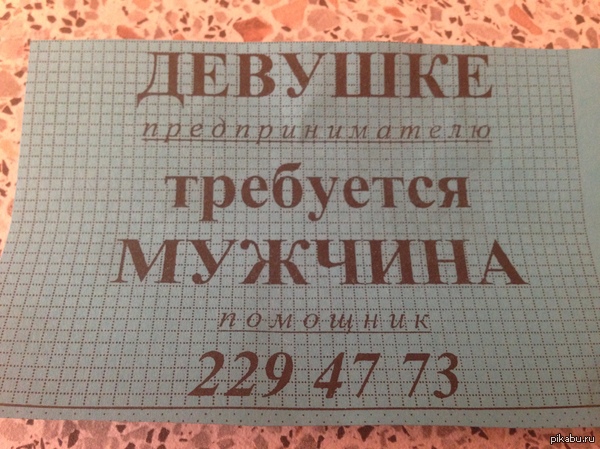 ДЕВУШКЕ
предпринимателю
требуется
МУЖЧИНА
помощник
229 47 73
pikabu.ru